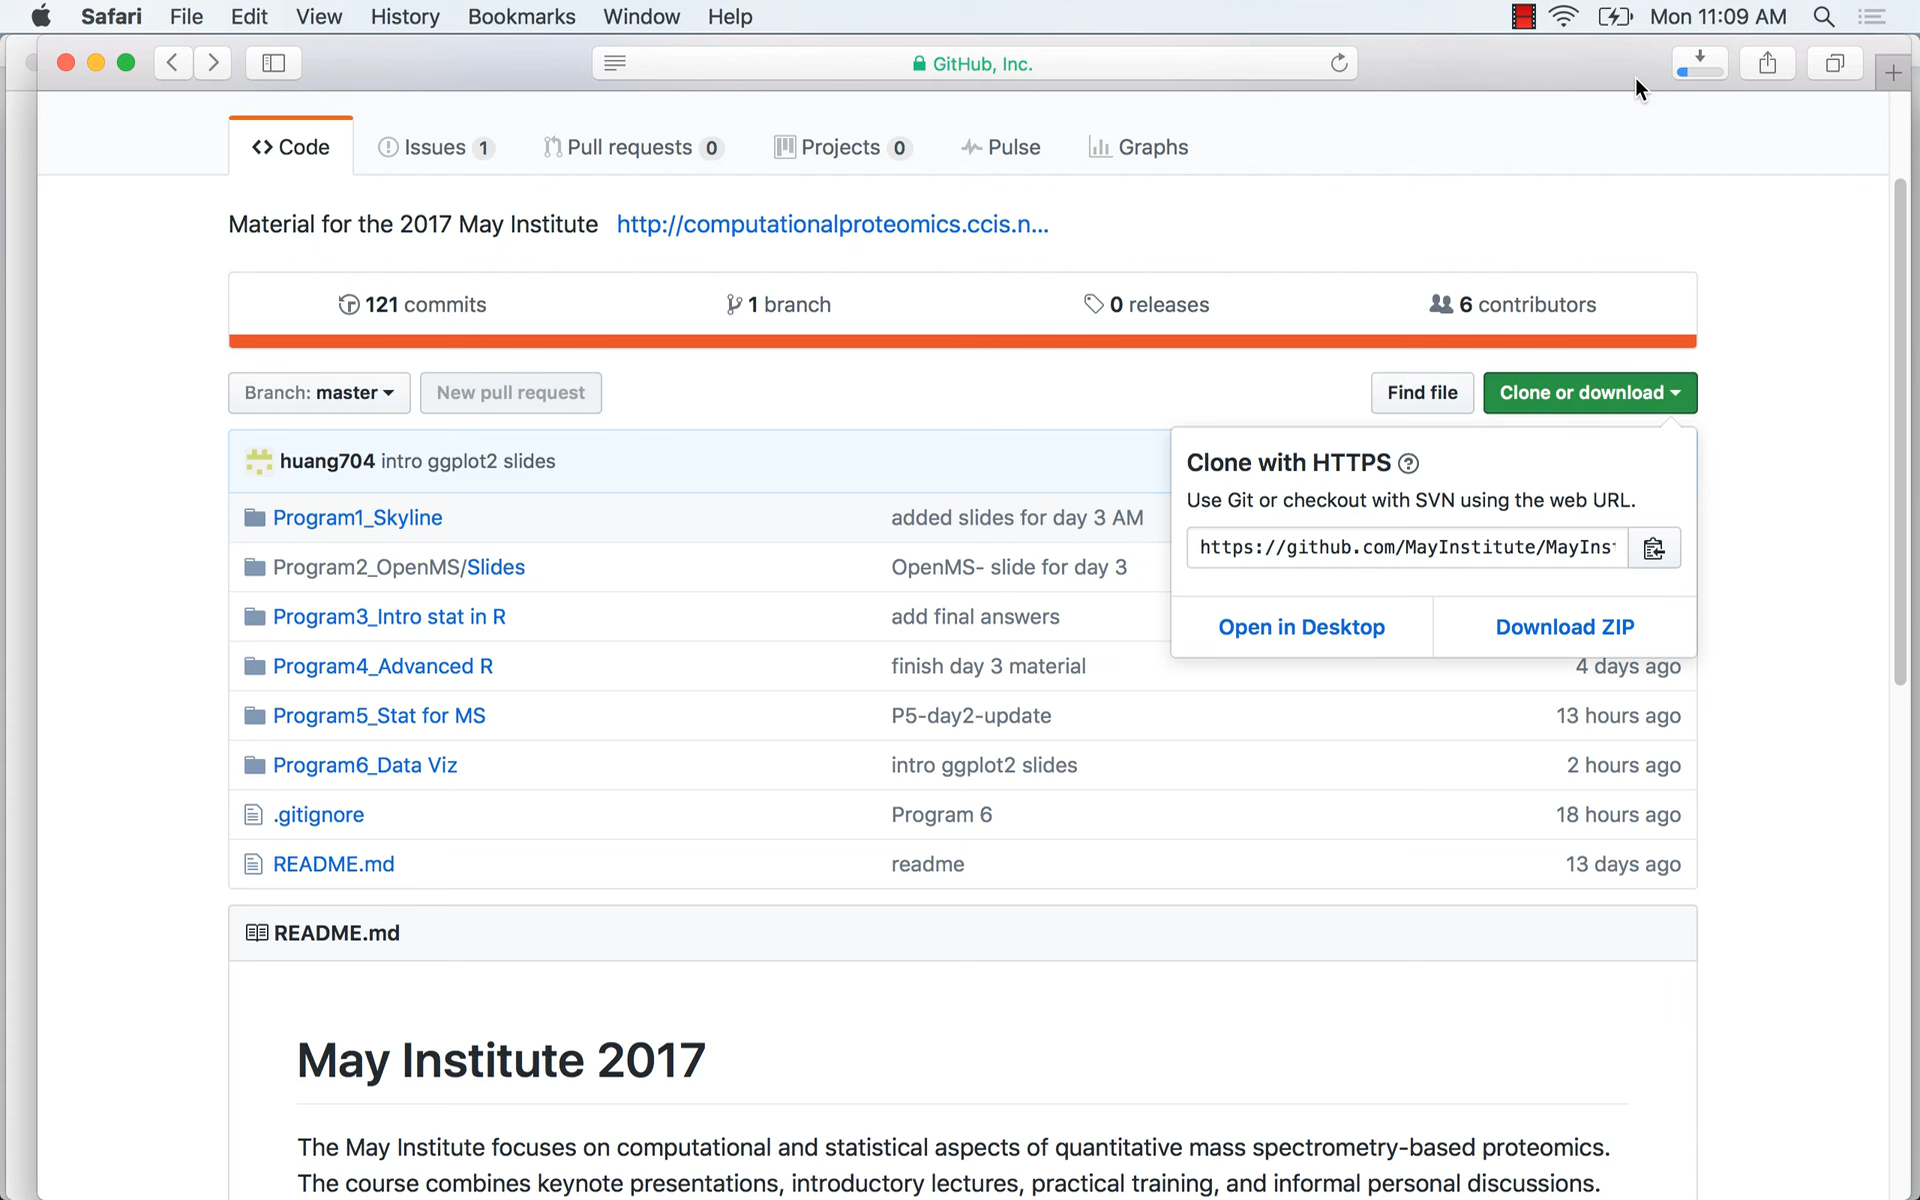 Safari File Edit View History Bookmarks Window Help Mon 11:09 AM
GitHub, Inc.
Code Issues 1 Pull requests 0 Projects 0 Pulse Graphs
Material for the 2017 May Institute http://computationalproteomics.ccis.n...
121 commits 1 branch 0 releases 6 contributors
Branch: master New pull request Find file Clone or download
huang704 intro ggplot2 slides
Clone with HTTPS
Use Git or checkout with SVN using the web URL.
https://github.com/MayInstitute/MayIns
Open in Desktop Download ZIP
Program1_Skyline added slides for day 3 AM
Program2_OpenMS/Slides OpenMS- slide for day 3
Program3_Intro stat in R add final answers
Program4_Advanced R finish day 3 material 4 days ago
Program5_Stat for MS P5-day2-update 13 hours ago
Program6_Data Viz intro ggplot2 slides 2 hours ago
.gitignore Program 6 18 hours ago
README.md readme 13 days ago
README.md
May Institute 2017
The May Institute focuses on computational and statistical aspects of quantitative mass spectrometry-based proteomics.
The course combines keynote presentations, introductory lectures, practical training, and informal personal discussions.